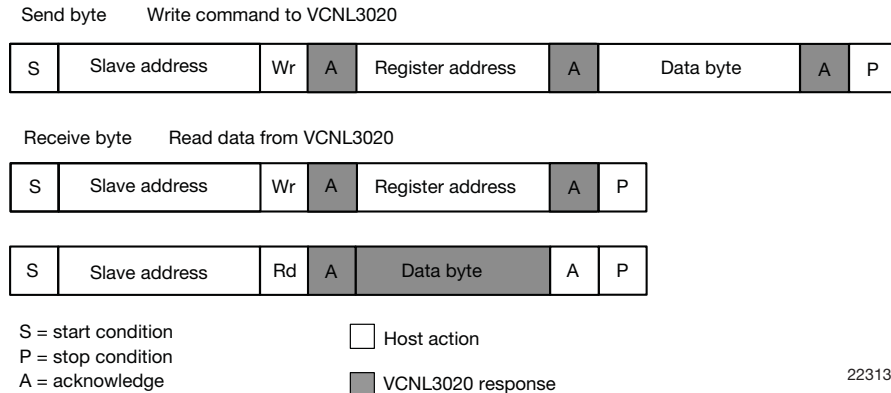 Send byte Write command to VCNL3020
S Slave address Wr A Register address A Data byte A P
Receive byte Read data from VCNL3020
S Slave address Wr A Register address A P
S Slave address Rd A Data byte A P
S = start condition
P = stop condition
A = acknowledge
Host action
VCNL3020 response
22313